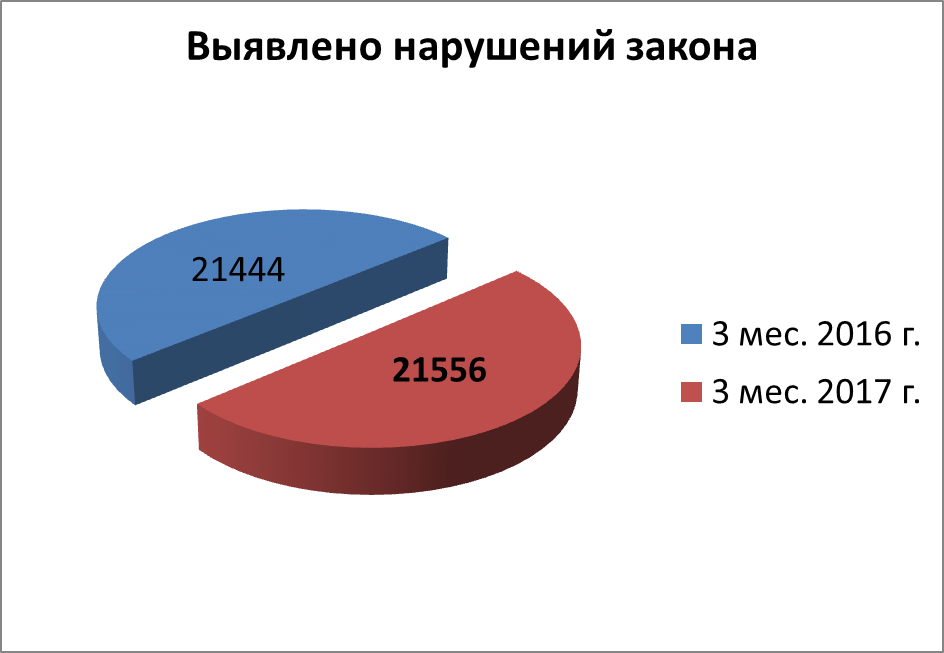 Выявлено нарушений закона
21444
21556
3 мес. 2016 г.
3 мес. 2017 г.